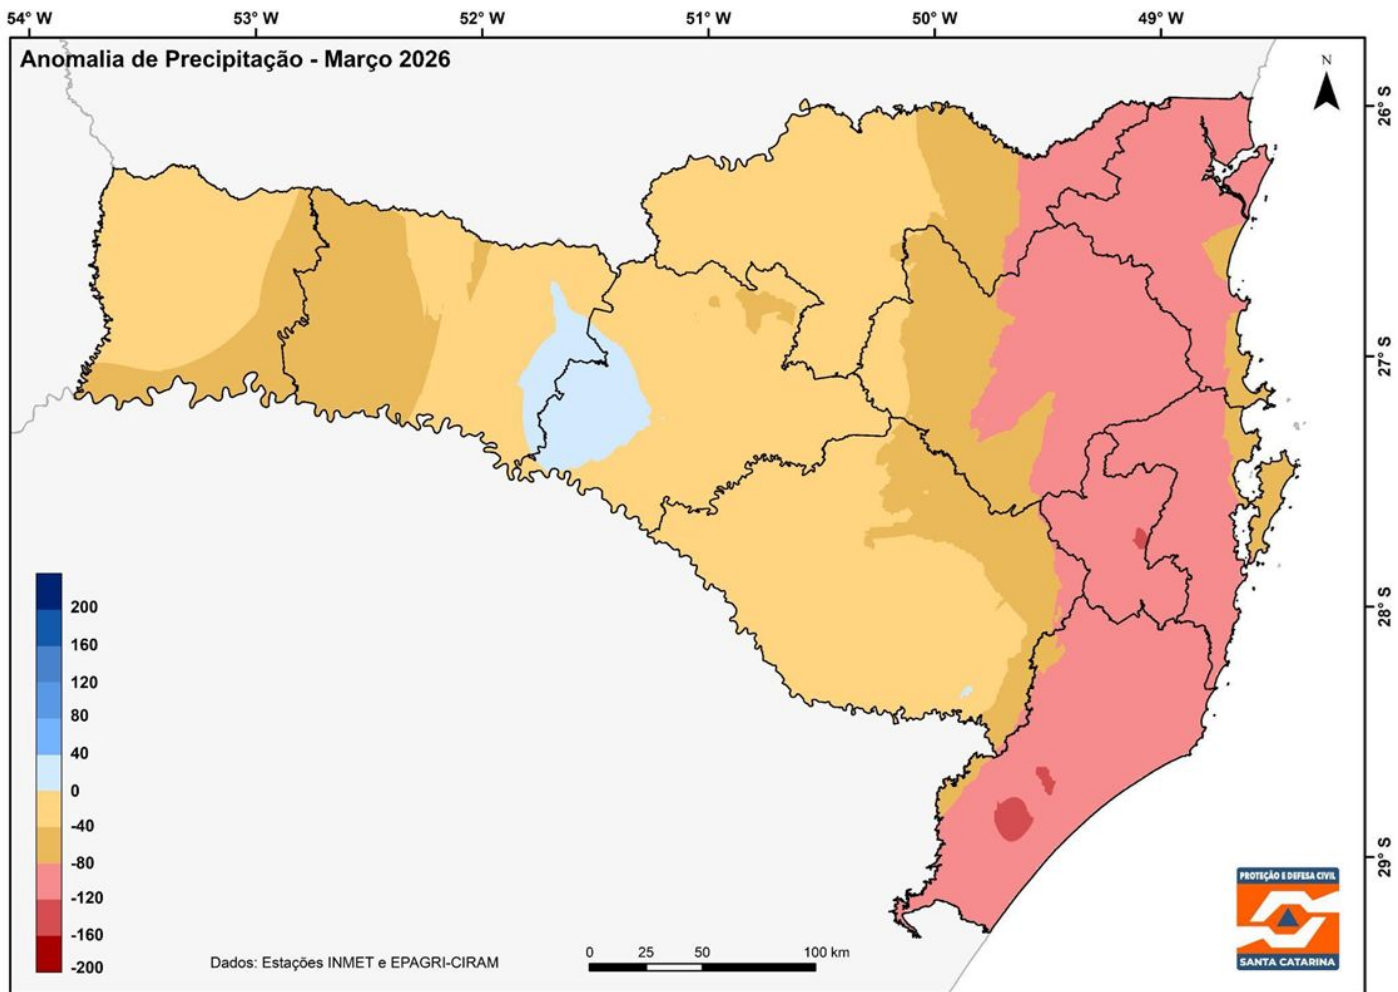 54° W 53° W 52° W 51° W 50° W 49° W
Anomalia de Precipitação - Março 2026
N
26° S
27° S
28° S
29° S
200
160
120
80
40
0
-40
-80
-120
-160
-200
Dados: Estações INMET e EPAGRI-CIRAM
0 25 50 100 km
PROTEÇÃO E DEFESA CIVIL
SANTA CATARINA